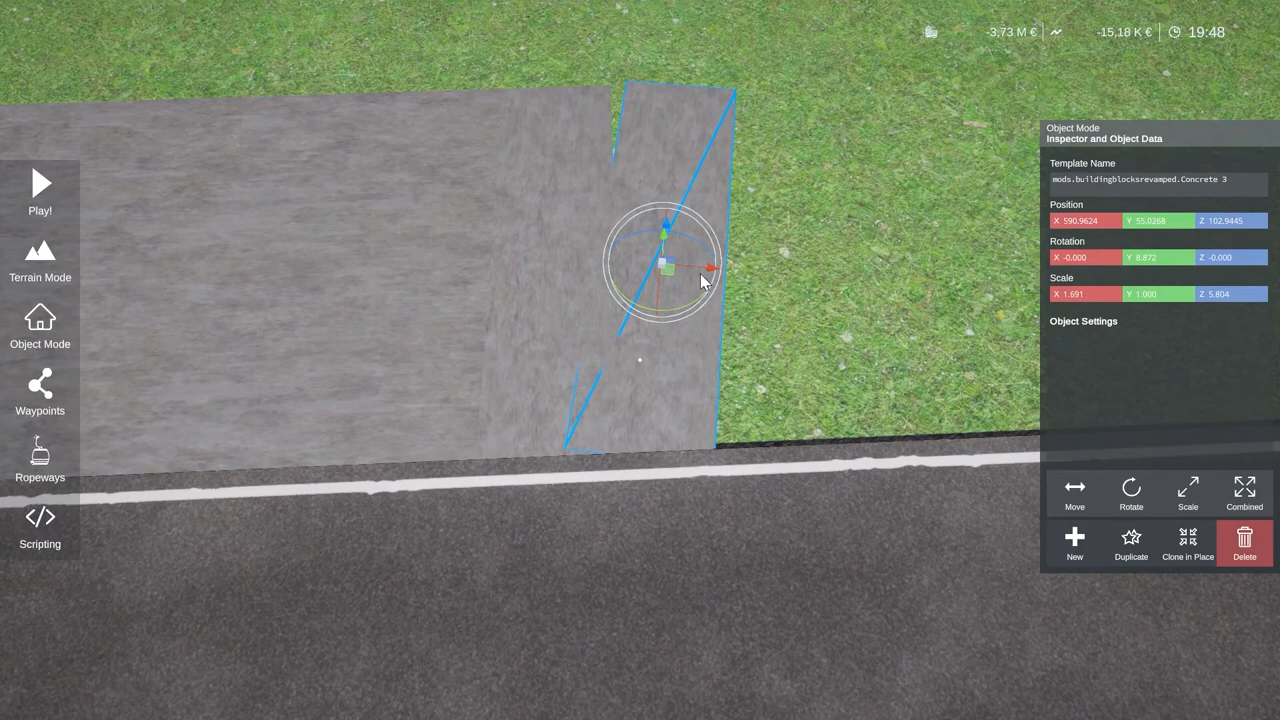 -3,73 M €
-15,18 K €
19:48
Play!
Terrain Mode
Object Mode
Waypoints
Ropeways
Scripting
Object Mode
Inspector and Object Data
Template Name
mods.buildingblocksrevamped.Concrete 3
Position
X 590.9624 Y 55.0268 Z 102.9445
Rotation
X -0.000 Y 8.872 Z -0.000
Scale
X 1.691 Y 1.000 Z 5.804
Object Settings
Move Rotate Scale Combined
New Duplicate Clone in Place Delete